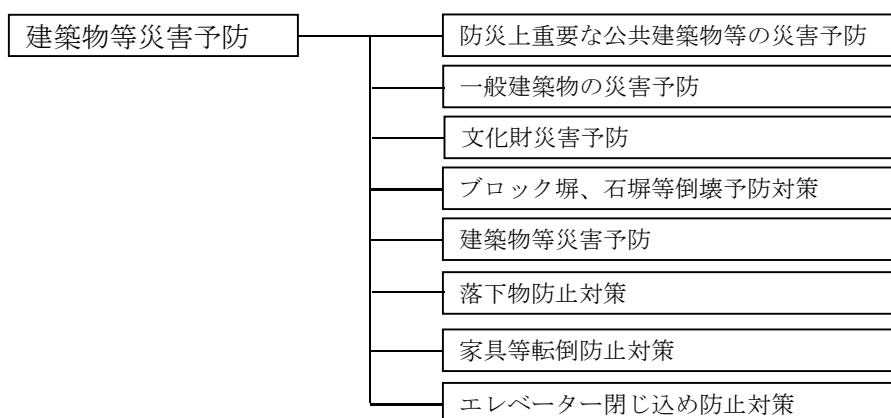 建築物等災害予防
防災上重要な公共建築物等の災害予防
一般建築物の災害予防
文化財災害予防
ブロック塀、石塀等倒壊予防対策
建築物等災害予防
落下物防止対策
家具等転倒防止対策
エレベーター閉じ込め防止対策